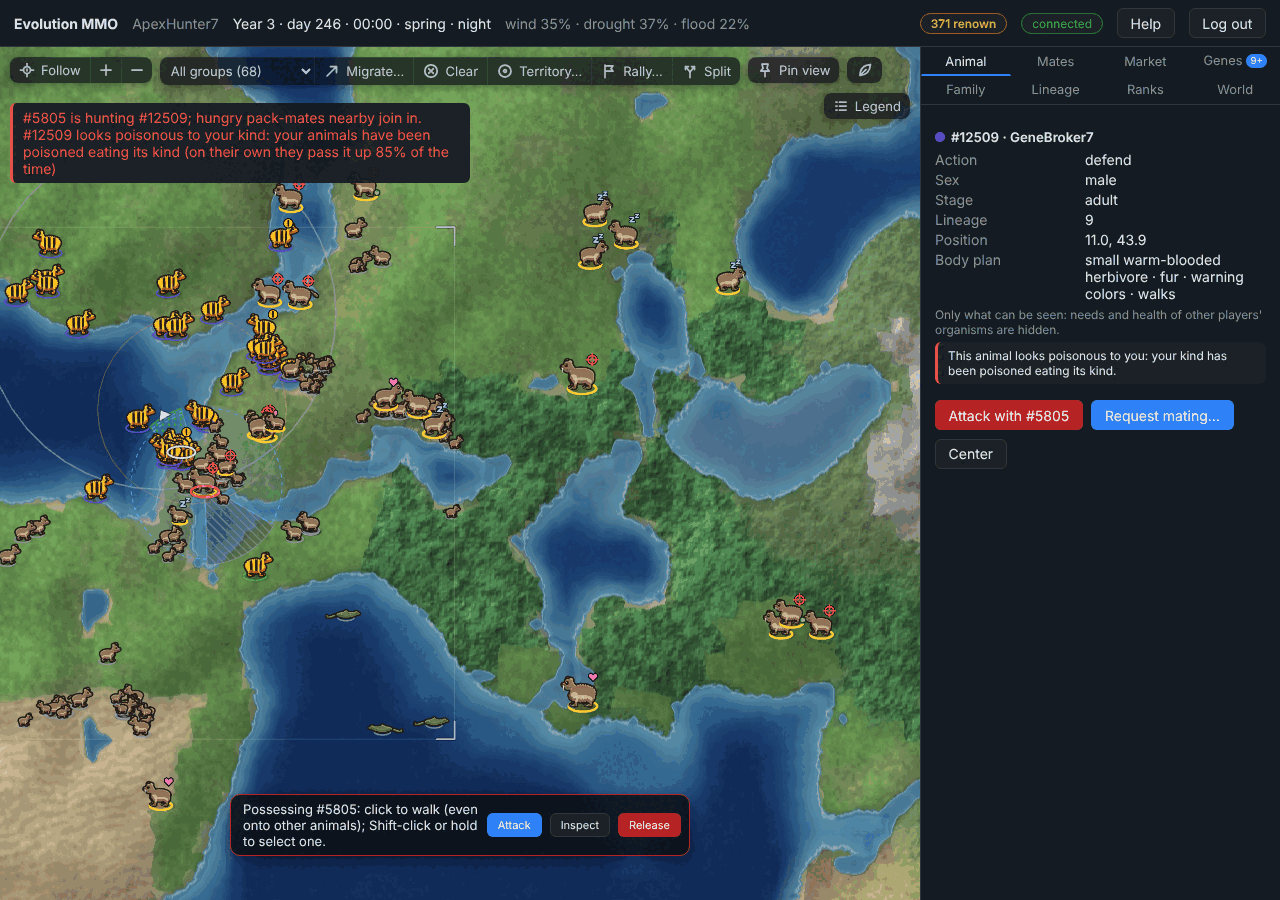 Evolution MMO ApexHunter7 Year 3 · day 246 · 00:00 · spring · night wind 35% · drought 37% · flood 22% 371 renown connected Help Log out
Follow + − All groups (68) Migrate... Clear Territory... Rally... Split Pin view
Legend
#5805 is hunting #12509; hungry pack-mates nearby join in.
#12509 looks poisonous to your kind: your animals have been
poisoned eating its kind (on their own they pass it up 85% of the
time)
Animal Mates Market Genes 9+
Family Lineage Ranks World
#12509 · GeneBroker7
Action defend
Sex male
Stage adult
Lineage 9
Position 11.0, 43.9
Body plan small warm-blooded
herbivore · fur · warning
colors · walks
Only what can be seen: needs and health of other players'
organisms are hidden.
This animal looks poisonous to you: your kind has
been poisoned eating its kind.
Attack with #5805 Request mating...
Center
Possessing #5805: click to walk (even
onto other animals); Shift-click or hold
to select one.
Attack Inspect Release